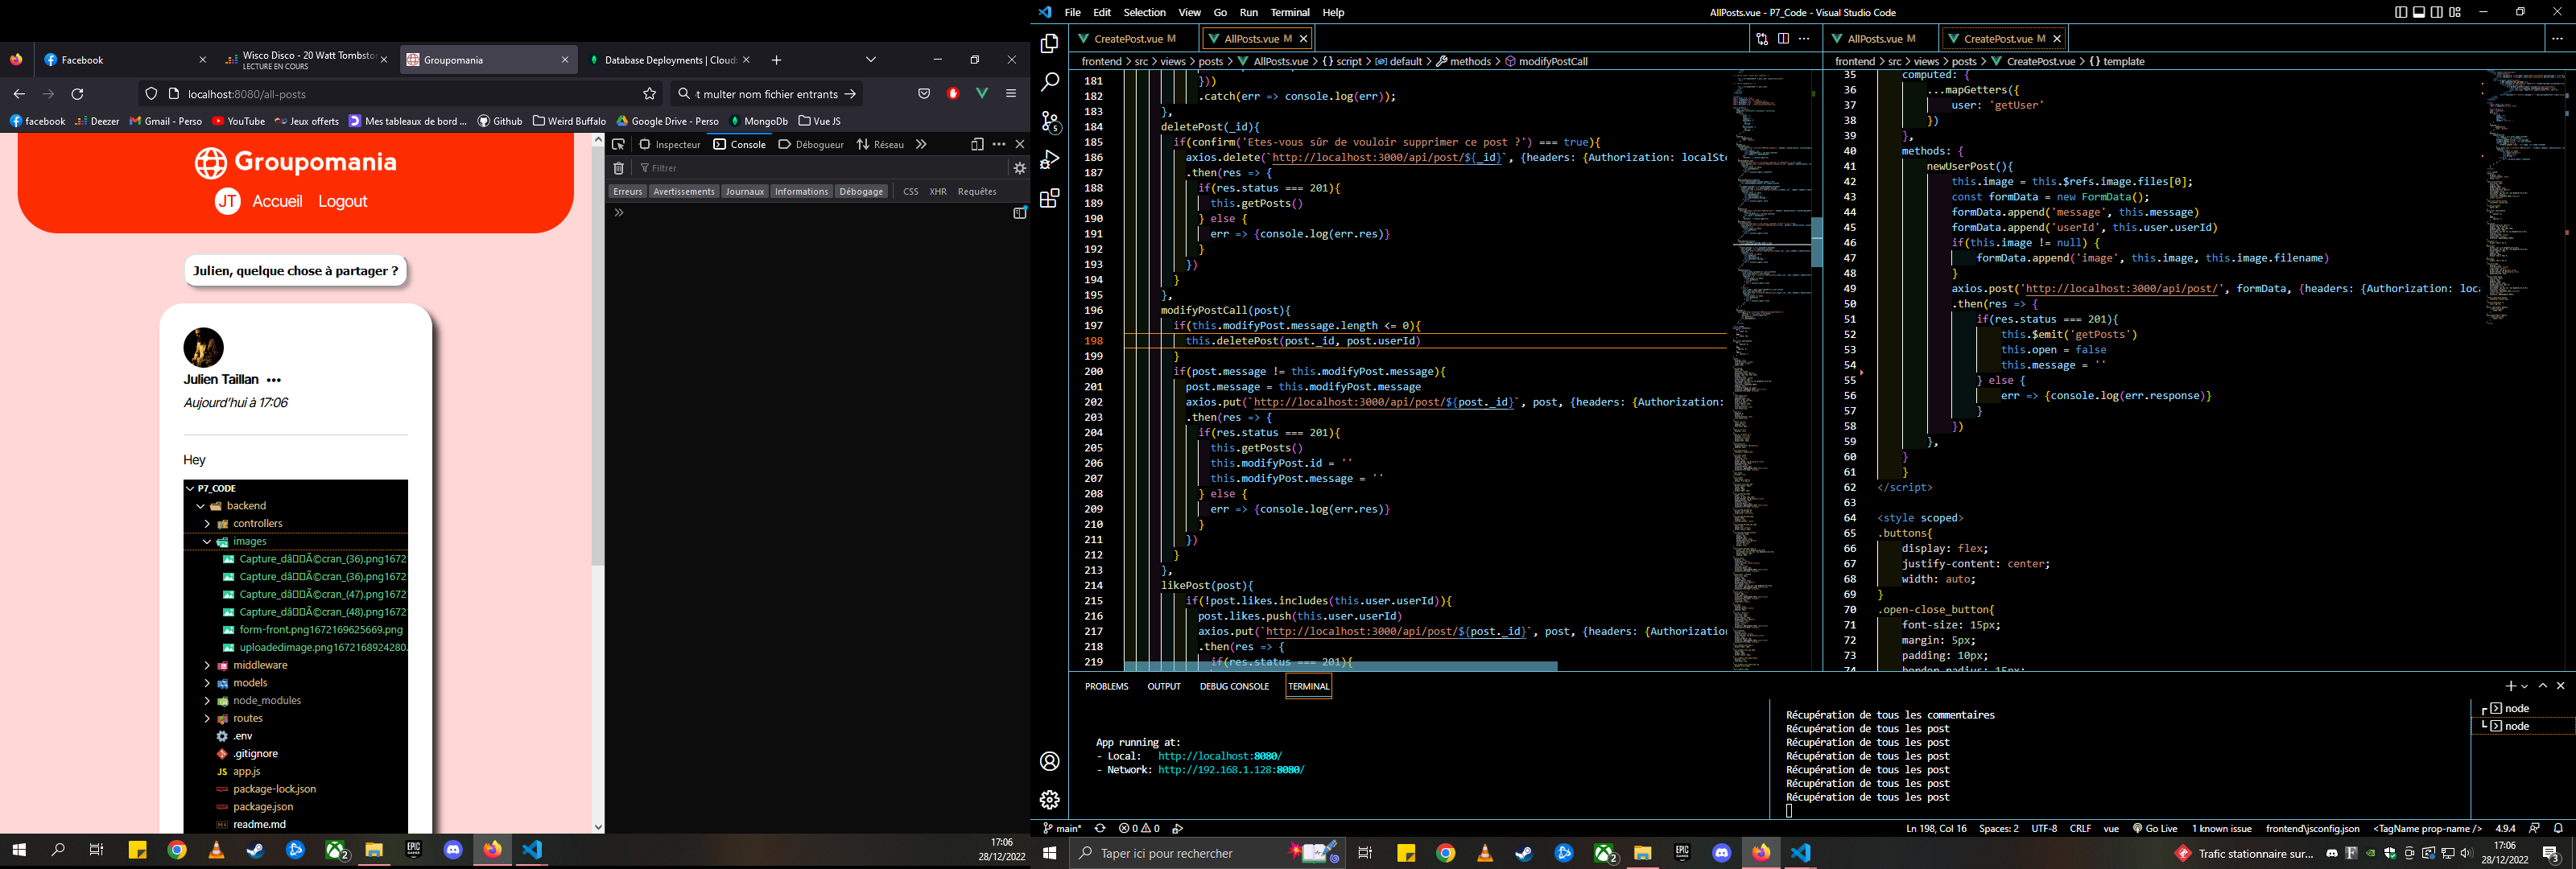 Facebook
Wisco Disco - 20 Watt Tombsto
LECTURE EN COURS
Groupomania
Database Deployments | Cloud:
localhost:8080/all-posts
t multer nom fichier entrants
facebook
Deezer
Gmail - Perso
YouTube
Jeux offerts
Mes tableaux de bord ...
Github
Weird Buffalo
Google Drive - Perso
MongoDB
Vue JS
Groupomania
JT Accueil Logout
Julien, quelque chose à partager ?
Julien Taillan •••
Aujourd'hui à 17:06
Hey
P7_CODE
backend
controllers
images
Capture_dâ\u0080\u0099Ã©cran_(36).png1672
Capture_dâ\u0080\u0099Ã©cran_(36).png1672
Capture_dâ\u0080\u0099Ã©cran_(47).png1672
Capture_dâ\u0080\u0099Ã©cran_(48).png1672
form-front.png1672169625669.png
uploadedimage.png1672168924280.
middleware
models
node_modules
routes
.env
.gitignore
JS app.js
package-lock.json
package.json
readme.md
Inspecteur
Console
Débogueur
Réseau
Filtrer
Erreurs
Avertissements
Journaux
Informations
Débogage
CSS
XHR
Requêtes
17:06
28/12/2022
File Edit Selection View Go Run Terminal Help
AllPosts.vue - P7_Code - Visual Studio Code
CreatePost.vue M
AllPosts.vue M
frontend > src > views > posts > AllPosts.vue > {} script > default > methods > modifyPostCall
181 }))
182 .catch(err => console.log(err));
183 },
184 deletePost(_id){
185 if(confirm('Etes-vous sûr de vouloir supprimer ce post ?') === true){
186 axios.delete(`http://localhost:3000/api/post/${_id}`, {headers: {Authorization: localSto
187 .then(res => {
188 if(res.status === 201){
189 this.getPosts()
190 } else {
191 err => {console.log(err.res)}
192 }
193 })
194 }
195 },
196 modifyPostCall(post){
197 if(this.modifyPost.message.length <= 0){
198 this.deletePost(post._id, post.userId)
199 }
200 if(post.message != this.modifyPost.message){
201 post.message = this.modifyPost.message
202 axios.put(`http://localhost:3000/api/post/${post._id}`, post, {headers: {Authorization:
203 .then(res => {
204 if(res.status === 201){
205 this.getPosts()
206 this.modifyPost.id = ''
207 this.modifyPost.message = ''
208 } else {
209 err => {console.log(err.res)}
210 }
211 })
212 }
213 },
214 likePost(post){
215 if(!post.likes.includes(this.user.userId)){
216 post.likes.push(this.user.userId)
217 axios.put(`http://localhost:3000/api/post/${post._id}`, post, {headers: {Authorization
218 .then(res => {
219 if(res.status === 201){
AllPosts.vue M
CreatePost.vue M
frontend > src > views > posts > CreatePost.vue > {} template
35 computed: {
36 ...mapGetters({
37 user: 'getUser'
38 })
39 },
40 methods: {
41 newUserPost(){
42 this.image = this.$refs.image.files[0];
43 const formData = new FormData();
44 formData.append('message', this.message)
45 formData.append('userId', this.user.userId)
46 if(this.image != null) {
47 formData.append('image', this.image, this.image.filename)
48 }
49 axios.post('http://localhost:3000/api/post/', formData, {headers: {Authorization: loc
50 .then(res => {
51 if(res.status === 201){
52 this.$emit('getPosts')
53 this.open = false
54 this.message = ''
55 } else {
56 err => {console.log(err.response)}
57 }
58 })
59 },
60 }
61 }
62 </script>
63
64 <style scoped>
65 .buttons{
66 display: flex;
67 justify-content: center;
68 width: auto;
69 }
70 .open-close_button{
71 font-size: 15px;
72 margin: 5px;
73 padding: 10px;
74 border-radius: 15px;
PROBLEMS OUTPUT DEBUG CONSOLE TERMINAL
App running at:
- Local: http://localhost:8080/
- Network: http://192.168.1.128:8080/
Récupération de tous les commentaires
Récupération de tous les post
Récupération de tous les post
Récupération de tous les post
Récupération de tous les post
Récupération de tous les post
Récupération de tous les post
node
node
main*
0 0
Ln 198, Col 16
Spaces: 2
UTF-8
CRLF
vue
Go Live
1 known issue
frontend\jsconfig.json
<TagName prop-name />
4.9.4
Taper ici pour rechercher
Trafic stationnaire sur...
17:06
28/12/2022